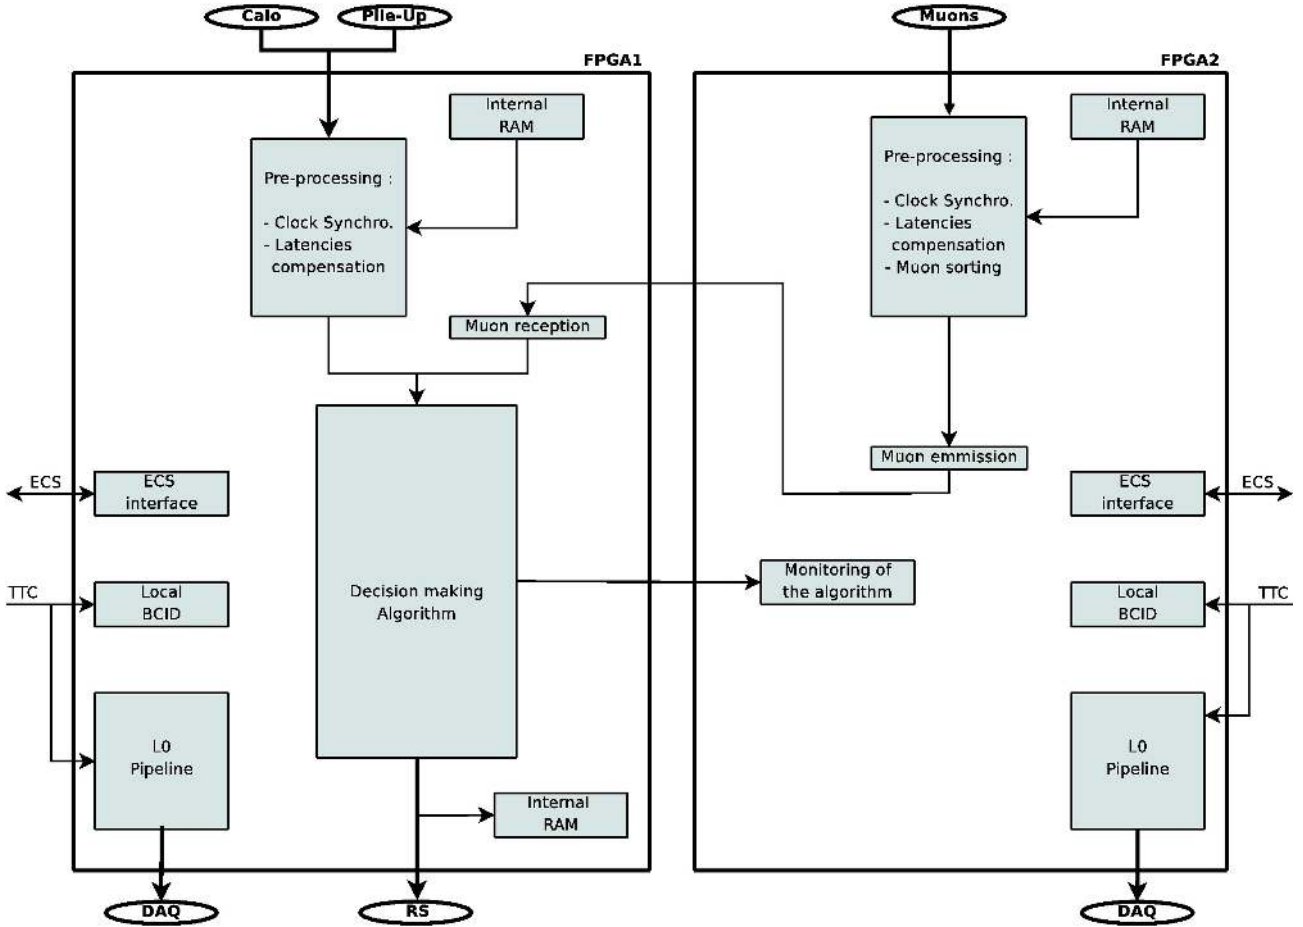 Calo
Pile-Up
Muons
FPGA1
FPGA2
Internal
RAM
Internal
RAM
Pre-processing :
- Clock Synchro.
- Latencies
compensation
Pre-processing :
- Clock Synchro.
- Latencies
compensation
- Muon sorting
Muon reception
Muon emmission
ECS
ECS
interface
ECS
interface
ECS
Decision making
Algorithm
Monitoring of
the algorithm
TTC
Local
BCID
Local
BCID
TTC
L0
Pipeline
L0
Pipeline
Internal
RAM
DAQ
RS
DAQ